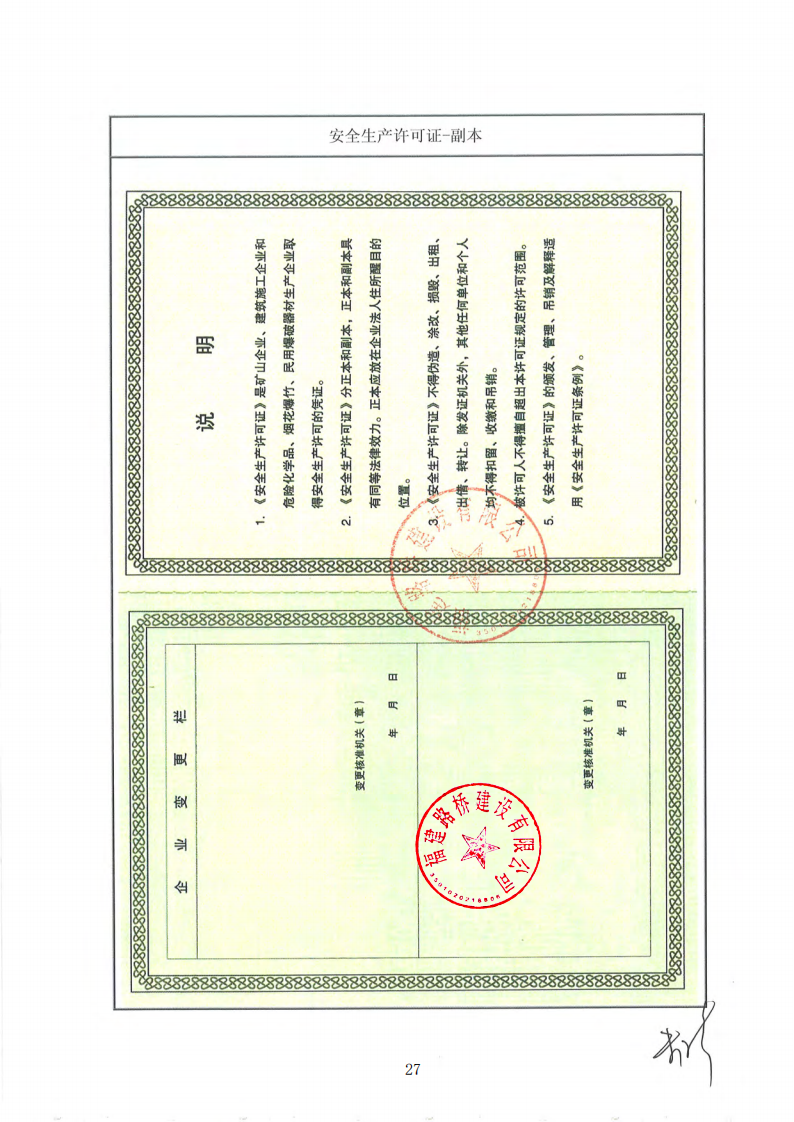 安全生产许可证-副本
说 明
1. 《安全生产许可证》是矿山企业、建筑施工企业和
危险化学品、烟花爆竹、民用爆破器材生产企业取
得安全生产许可的凭证。
2. 《安全生产许可证》分正本和副本，正本和副本具
有同等法律效力。正本应放在企业法人住所醒目的
位置。
3. 《安全生产许可证》不得伪造、涂改、损毁、出租、
出借、转让。除发证机关外，其他任何单位和个人
均不得扣留、收缴和吊销。
4. 被许可人不得擅自超出本许可证规定的许可范围。
5. 《安全生产许可证》的颁发、管理、吊销及解释适
用《安全生产许可证条例》。
福建路桥建设有限公司
企 业 变 更 栏
变更核准机关（章）
年 月 日
变更核准机关（章）
年 月 日
福建路桥建设有限公司
3501020218808
27